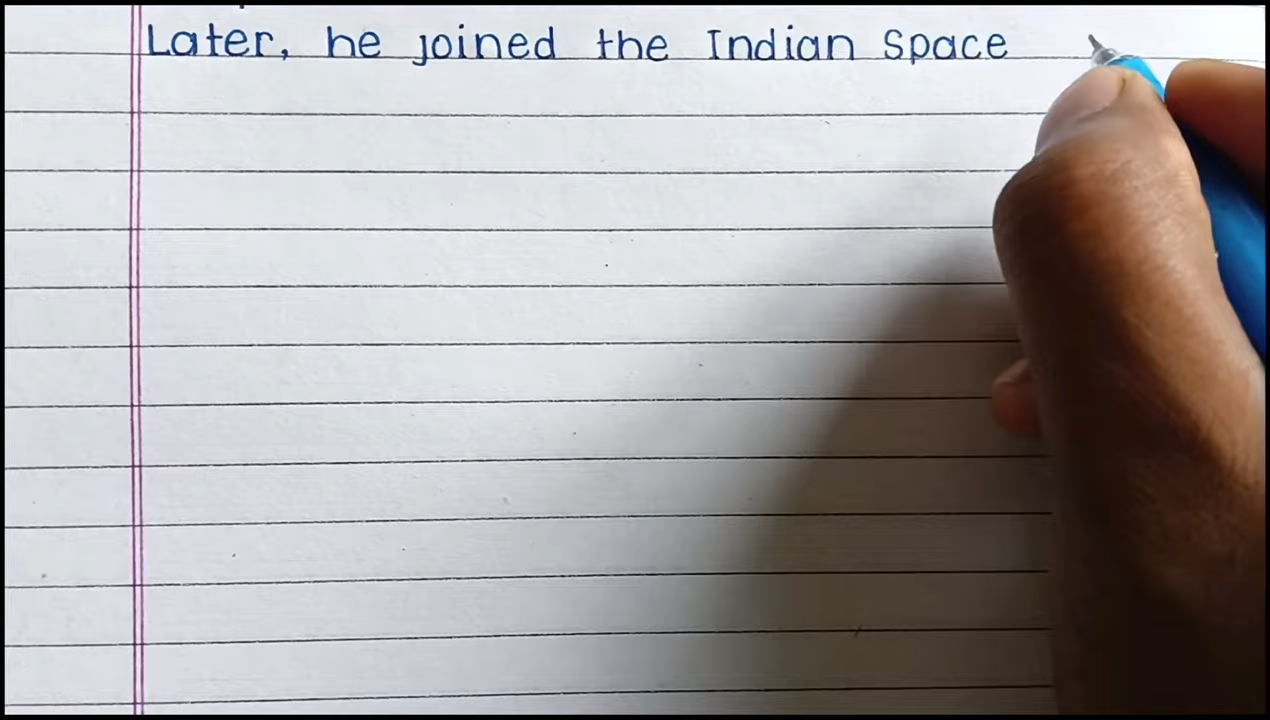 Later, he joined the Indian Space